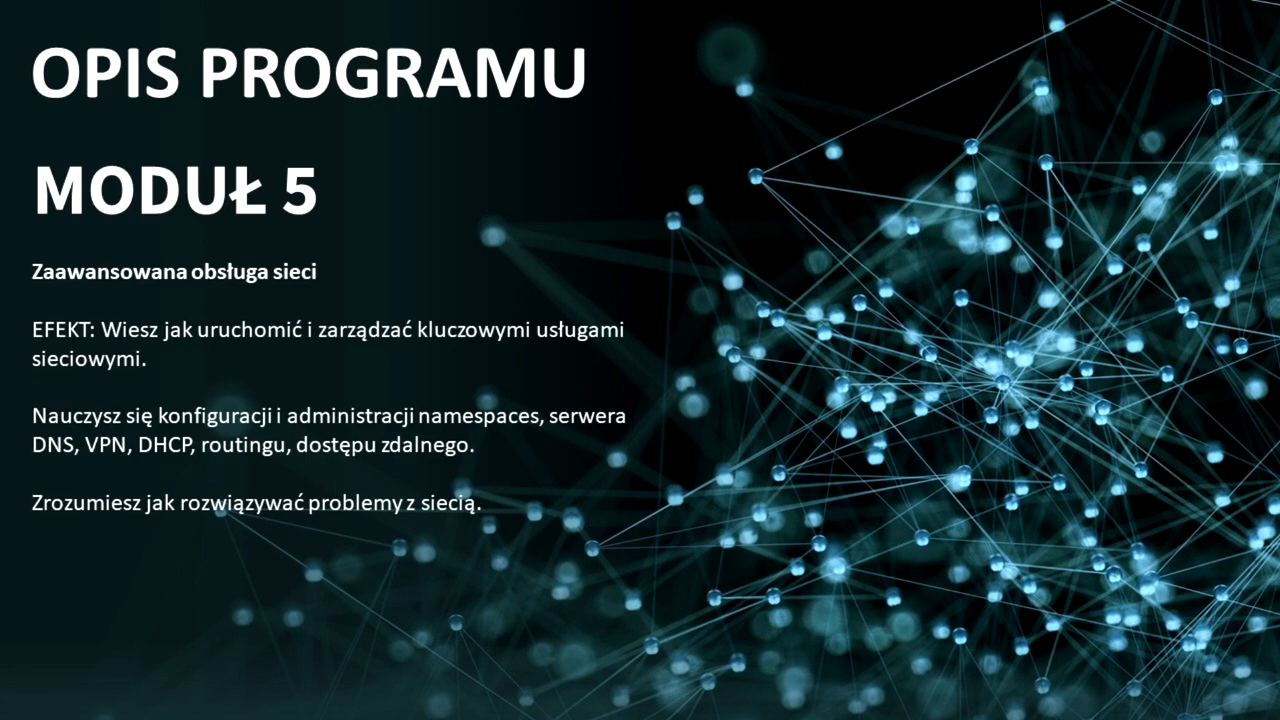 OPIS PROGRAMU
MODUŁ 5
Zaawansowana obsługa sieci
EFEKT: Wiesz jak uruchomić i zarządzać kluczowymi usługami
sieciowymi.
Nauczysz się konfiguracji i administracji namespaces, serwera
DNS, VPN, DHCP, routingu, dostępu zdalnego.
Zrozumiesz jak rozwiązywać problemy z siecią.